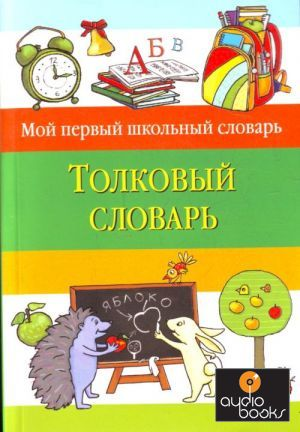 А Б В
Мой первый школьный словарь
ТОЛКОВЫЙ
СЛОВАРЬ
ЯБЛОКО
audio
books